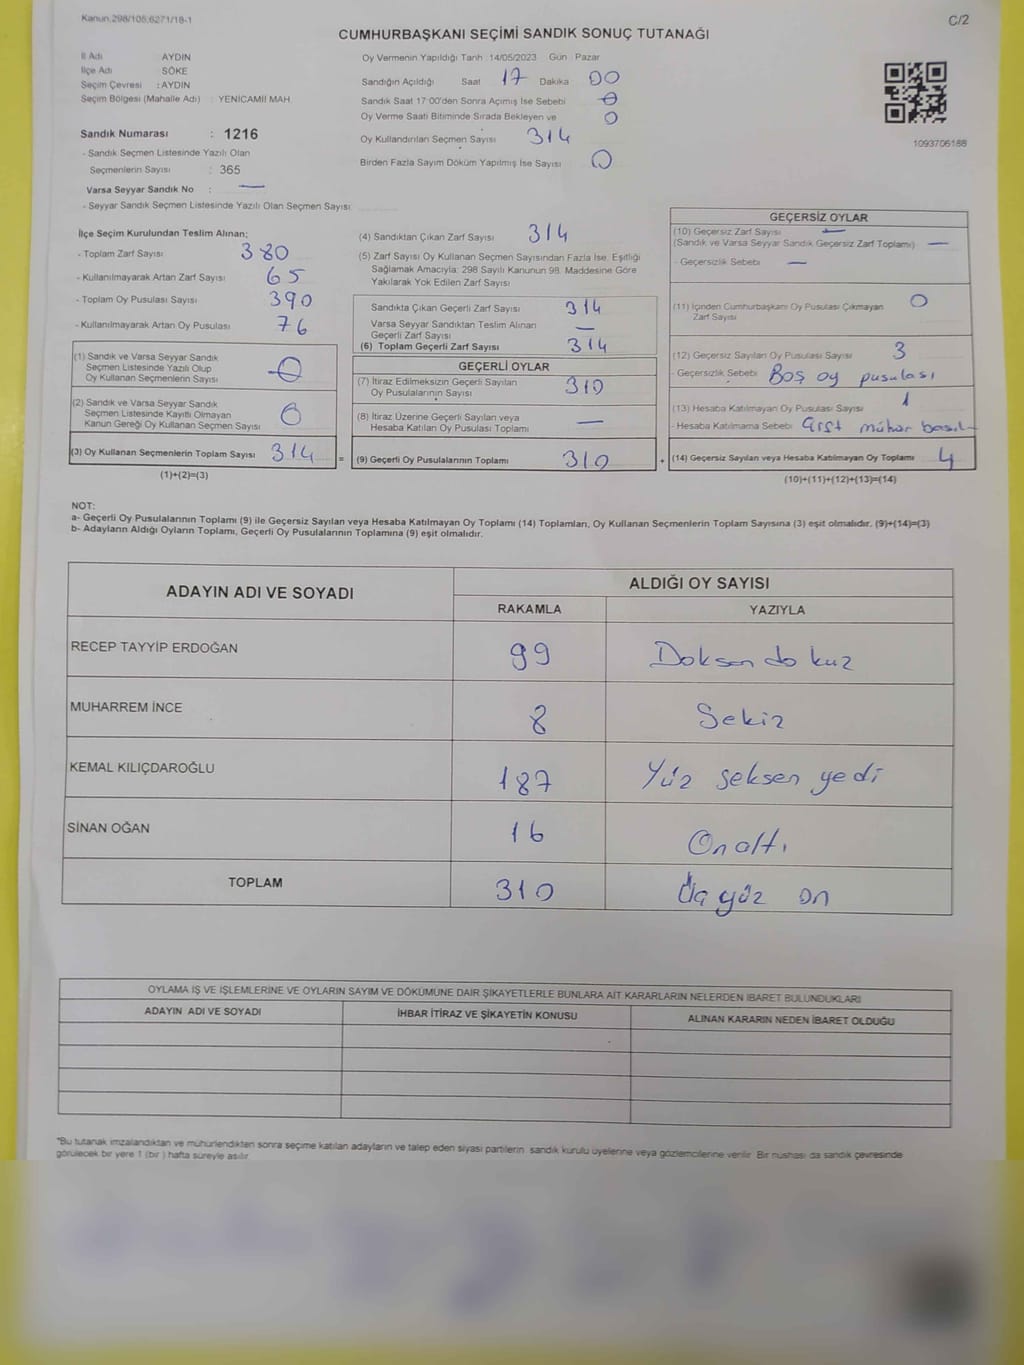 Kanun.298/105,6271/18-1
C/2
CUMHURBAŞKANI SEÇİMİ SANDIK SONUÇ TUTANAĞI
İl Adı AYDIN
İlçe Adı SÖKE
Seçim Çevresi : AYDIN
Seçim Bölgesi (Mahalle Adı) : YENİCAMİİ MAH.
Sandık Numarası : 1216
- Sandık Seçmen Listesinde Yazılı Olan
Seçmenlerin Sayısı : 365
Varsa Seyyar Sandık No : —
- Seyyar Sandık Seçmen Listesinde Yazılı Olan Seçmen Sayısı:
Oy Vermenin Yapıldığı Tarih :14/05/2023 Gün : Pazar
Sandığın Açıldığı Saat 17 Dakika 00
Sandık Saat 17:00'den Sonra Açımış İse Sebebi 0
Oy Verme Saati Bitiminde Sırada Bekleyen ve 0
Oy Kullandırılan Seçmen Sayısı 314
Birden Fazla Sayım Döküm Yapılmış İse Sayısı 0
1093706188
İlçe Seçim Kurulundan Teslim Alınan;
- Toplam Zarf Sayısı 380
- Kullanılmayarak Artan Zarf Sayısı 65
- Toplam Oy Pusulası Sayısı 390
- Kullanılmayarak Artan Oy Pusulası 76
(1) Sandık ve Varsa Seyyar Sandık
Seçmen Listesinde Yazılı Olup
Oy Kullanan Seçmenlerin Sayısı 0
(2) Sandık ve Varsa Seyyar Sandık
Seçmen Listesinde Kayıtlı Olmayan
Kanun Gereği Oy Kullanan Seçmen Sayısı 0
(3) Oy Kullanan Seçmenlerin Toplam Sayısı 314 =
(1)+(2)=(3)
(4) Sandıktan Çıkan Zarf Sayısı 314
(5) Zarf Sayısı Oy Kullanan Seçmen Sayısından Fazla İse, Eşitliği
Sağlamak Amacıyla; 298 Sayılı Kanunun 98. Maddesine Göre
Yakılarak Yok Edilen Zarf Sayısı
Sandıkta Çıkan Geçerli Zarf Sayısı 314
Varsa Seyyar Sandıktan Teslim Alınan
Geçerli Zarf Sayısı —
(6) Toplam Geçerli Zarf Sayısı 314
GEÇERLİ OYLAR
(7) İtiraz Edilmeksizin Geçerli Sayılan
Oy Pusulalarının Sayısı 310
(8) İtiraz Üzerine Geçerli Sayılan veya
Hesaba Katılan Oy Pusulası Toplamı —
(9) Geçerli Oy Pusulalarının Toplamı 310 +
GEÇERSİZ OYLAR
(10) Geçersiz Zarf Sayısı —
(Sandık ve Varsa Seyyar Sandık Geçersiz Zarf Toplamı) —
- Geçersizlik Sebebi —
(11) İçinden Cumhurbaşkanı Oy Pusulası Çıkmayan 0
Zarf Sayısı
(12) Geçersiz Sayılan Oy Pusulası Sayısı 3
- Geçersizlik Sebebi Boş oy pusulası
(13) Hesaba Katılmayan Oy Pusulası Sayısı 1
- Hesaba Katılmama Sebebi mühür
(14) Geçersiz Sayılan veya Hesaba Katılmayan Oy Toplamı 4
(10)+(11)+(12)+(13)=(14)
NOT:
a- Geçerli Oy Pusulalarının Toplamı (9) ile Geçersiz Sayılan veya Hesaba Katılmayan Oy Toplamı (14) Toplamları, Oy Kullanan Seçmenlerin Toplam Sayısına (3) eşit olmalıdır. (9)+(14)=(3)
b- Adayların Aldığı Oyların Toplamı, Geçerli Oy Pusulalarının Toplamına (9) eşit olmalıdır.
ADAYIN ADI VE SOYADI
ALDIĞI OY SAYISI
RAKAMLA YAZIYLA
RECEP TAYYİP ERDOĞAN 99 Doksan dokuz
MUHARREM İNCE 8 Sekiz
KEMAL KILIÇDAROĞLU 187 Yüz seksen yedi
SİNAN OĞAN 16 On altı
TOPLAM 310 Üç yüz on
OYLAMA İŞ VE İŞLEMLERİNE VE OYLARIN SAYIM VE DÖKÜMÜNE DAİR ŞİKAYETLERLE BUNLARA AİT KARARLARIN NELERDEN İBARET BULUNDUKLARI
ADAYIN ADI VE SOYADI İHBAR İTİRAZ VE ŞİKAYETİN KONUSU ALINAN KARARIN NEDEN İBARET OLDUĞU
*Bu tutanak imzalandıktan ve mühürlendikten sonra seçime katılan adayların ve talep eden siyasi partilerin sandık kurulu üyelerine veya gözlemcilerine verilir. Bir nüshası da sandık çevresinde
görülecek bir yere 1 (bir ) hafta süreyle asılır.